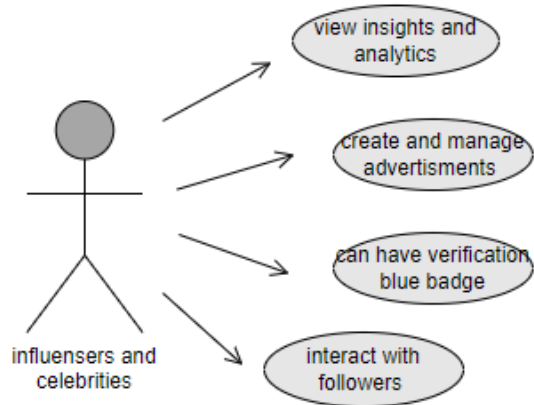 view insights and
analytics
create and manage
advertisments
can have verification
blue badge
influensers and
celebrities
interact with
followers